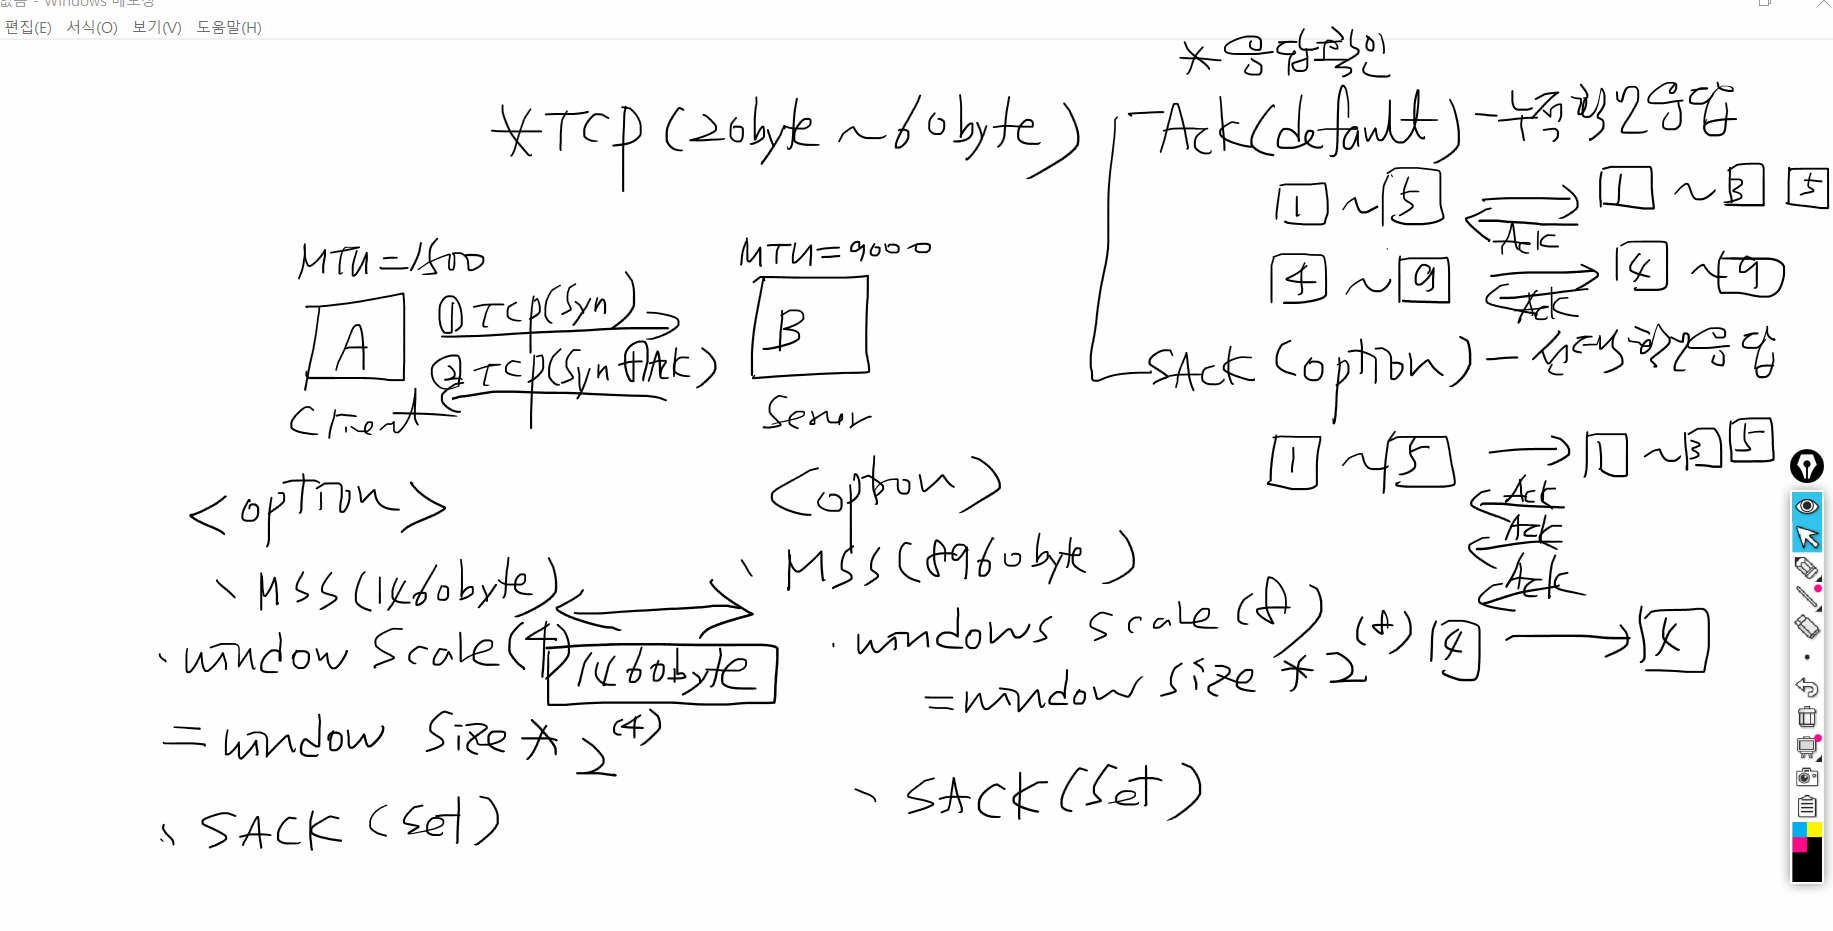 없음 - Windows 메모장
편집(E) 서식(O) 보기(V) 도움말(H)
*응답확인
*TCP(20byte~60byte)
Ack(default) - 누적확인응답
1 ~ 5 1 ~ 3 5
Ack
4 ~ 9 4 ~ 9
Ack
SAck (option) - 선택확인응답
1 ~ 5 1 ~ 3 5
Ack
Ack
Ack
4 4
MTU=1500
MTU=9000
A
① TCP(Syn)
② TCP(Syn+Ack)
B
Client
Server
<option>
MSS(1460byte)
window Scale(4)
= window Size * 2(4)
SACK (Set)
1460byte
<option>
MSS(8960byte)
windows scale(8)
= window size * 2(8)
SACK (Set)